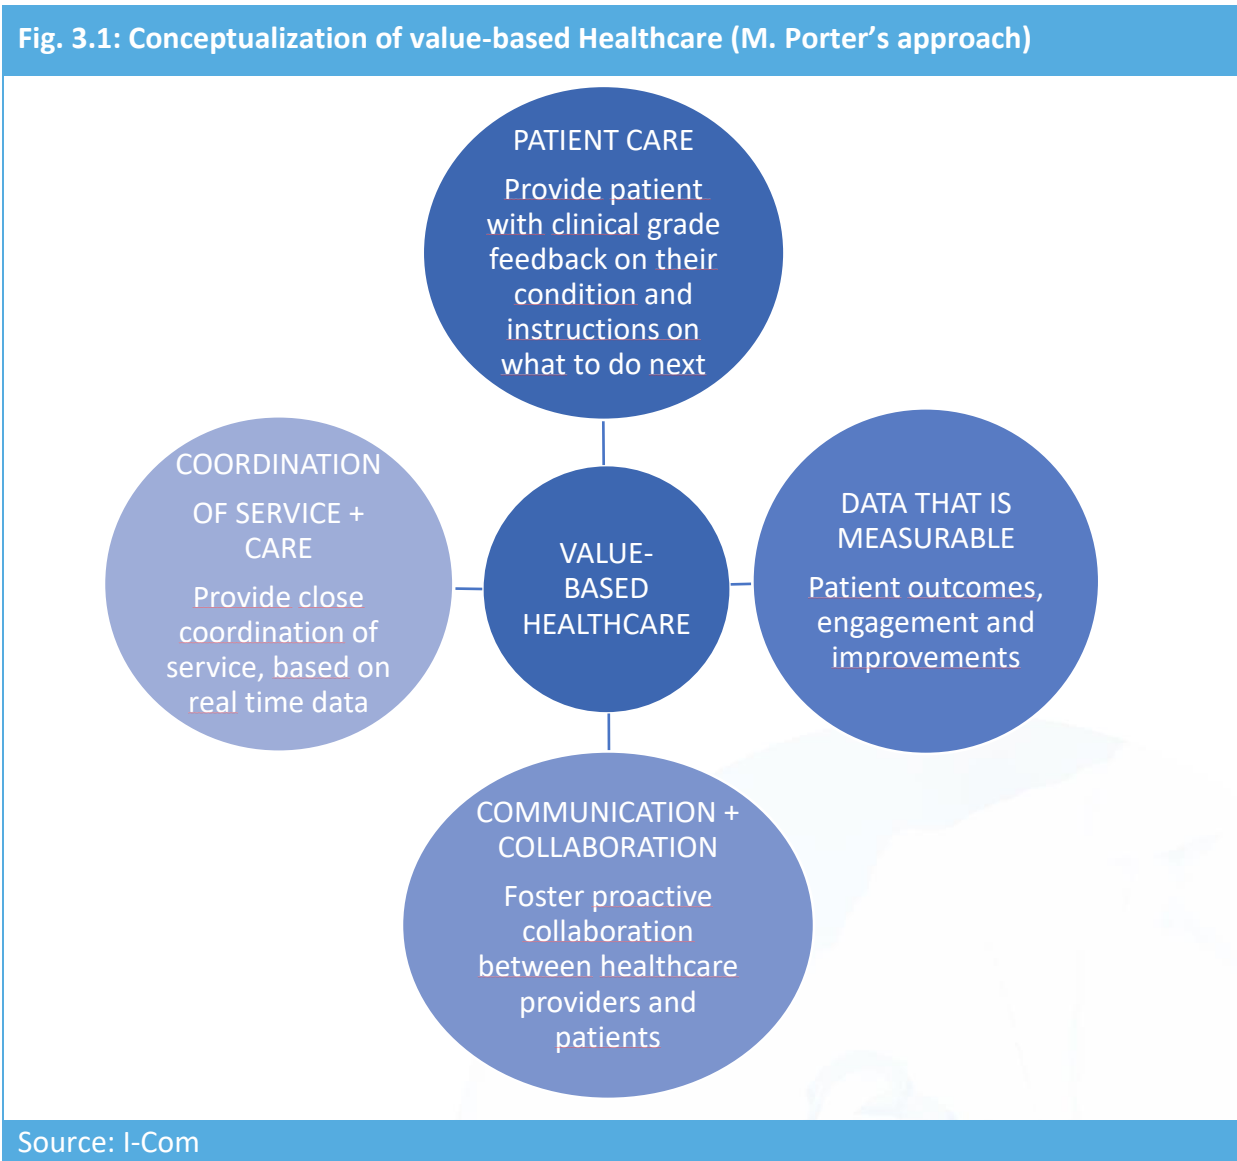 Fig. 3.1: Conceptualization of value-based Healthcare (M. Porter’s approach)
PATIENT CARE
Provide patient
with clinical grade
feedback on their
condition and
instructions on
what to do next
COORDINATION
OF SERVICE +
CARE
Provide close
coordination of
service, based on
real time data
VALUE-
BASED
HEALTHCARE
DATA THAT IS
MEASURABLE
Patient outcomes,
engagement and
improvements
COMMUNICATION +
COLLABORATION
Foster proactive
collaboration
between healthcare
providers and
patients
Source: I-Com